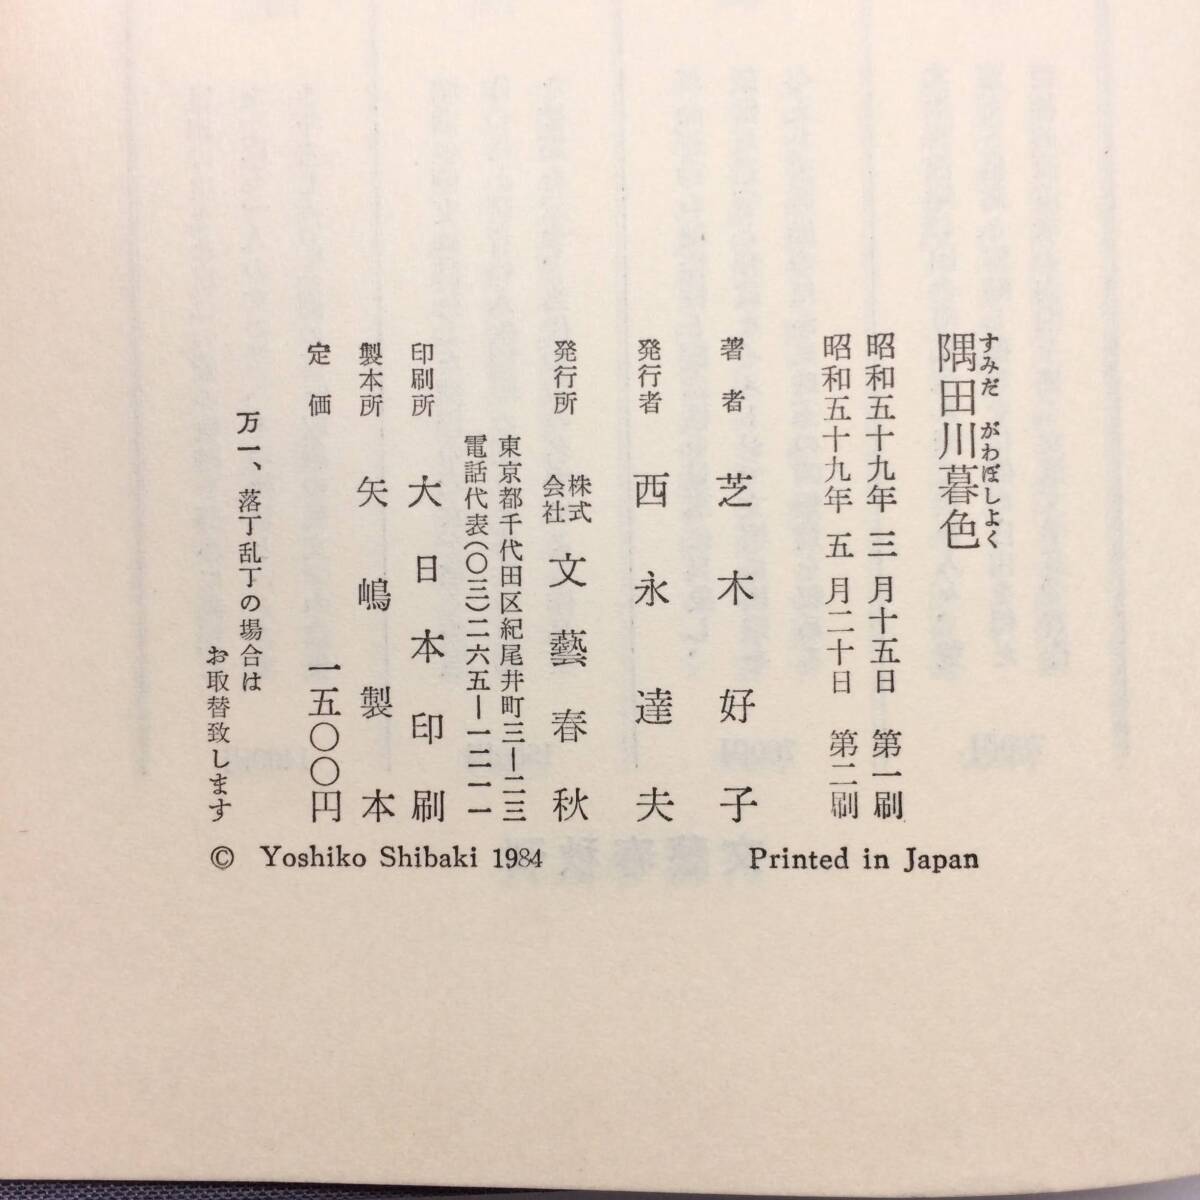 隅田川暮色
すみだがわぼしよく
昭和五十九年三月十五日 第一刷
昭和五十九年五月二十日 第二刷
著者 芝木好子
発行者 西永達夫
発行所 株式会社 文藝春秋
東京都千代田区紀尾井町三―二三
電話代表(〇三)二六五―一二一一
印刷所 大日本印刷
製本所 矢嶋製本
定価 一五〇〇円
万一、落丁乱丁の場合は
お取替致します
© Yoshiko Shibaki 1984
Printed in Japan